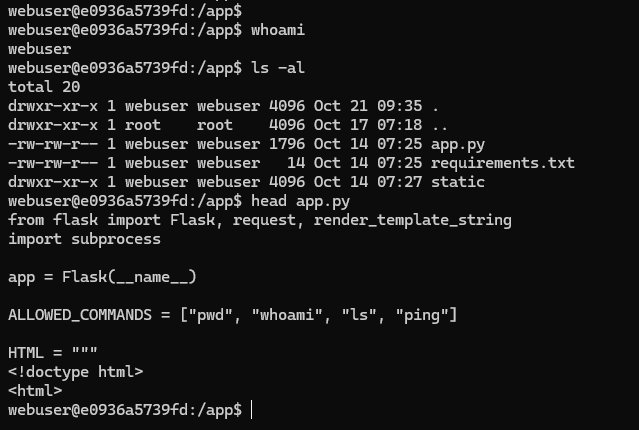 webuser@e0936a5739fd:/app$
webuser@e0936a5739fd:/app$ whoami
webuser
webuser@e0936a5739fd:/app$ ls -al
total 20
drwxr-xr-x 1 webuser webuser 4096 Oct 21 09:35 .
drwxr-xr-x 1 root    root    4096 Oct 17 07:18 ..
-rw-rw-r-- 1 webuser webuser 1796 Oct 14 07:25 app.py
-rw-rw-r-- 1 webuser webuser   14 Oct 14 07:25 requirements.txt
drwxr-xr-x 1 webuser webuser 4096 Oct 14 07:27 static
webuser@e0936a5739fd:/app$ head app.py
from flask import Flask, request, render_template_string
import subprocess

app = Flask(__name__)

ALLOWED_COMMANDS = ["pwd", "whoami", "ls", "ping"]

HTML = """
<!doctype html>
<html>
webuser@e0936a5739fd:/app$